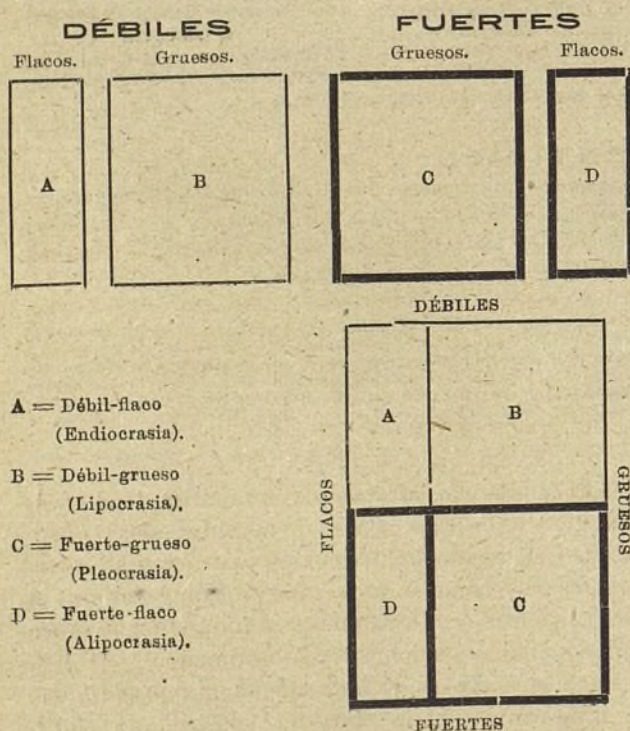 DÉBILES FUERTES
Flacos. Gruesos. Gruesos. Flacos.
A B C D
DÉBILES
A = Débil-flaco
(Endiocrasia).
B = Débil-grueso
(Lipocrasia).
C = Fuerte-grueso
(Pleocrasia).
D = Fuerte-flaco
(Alipocrasia).
A B
FLACOS
GRUESOS
D C
FUERTES